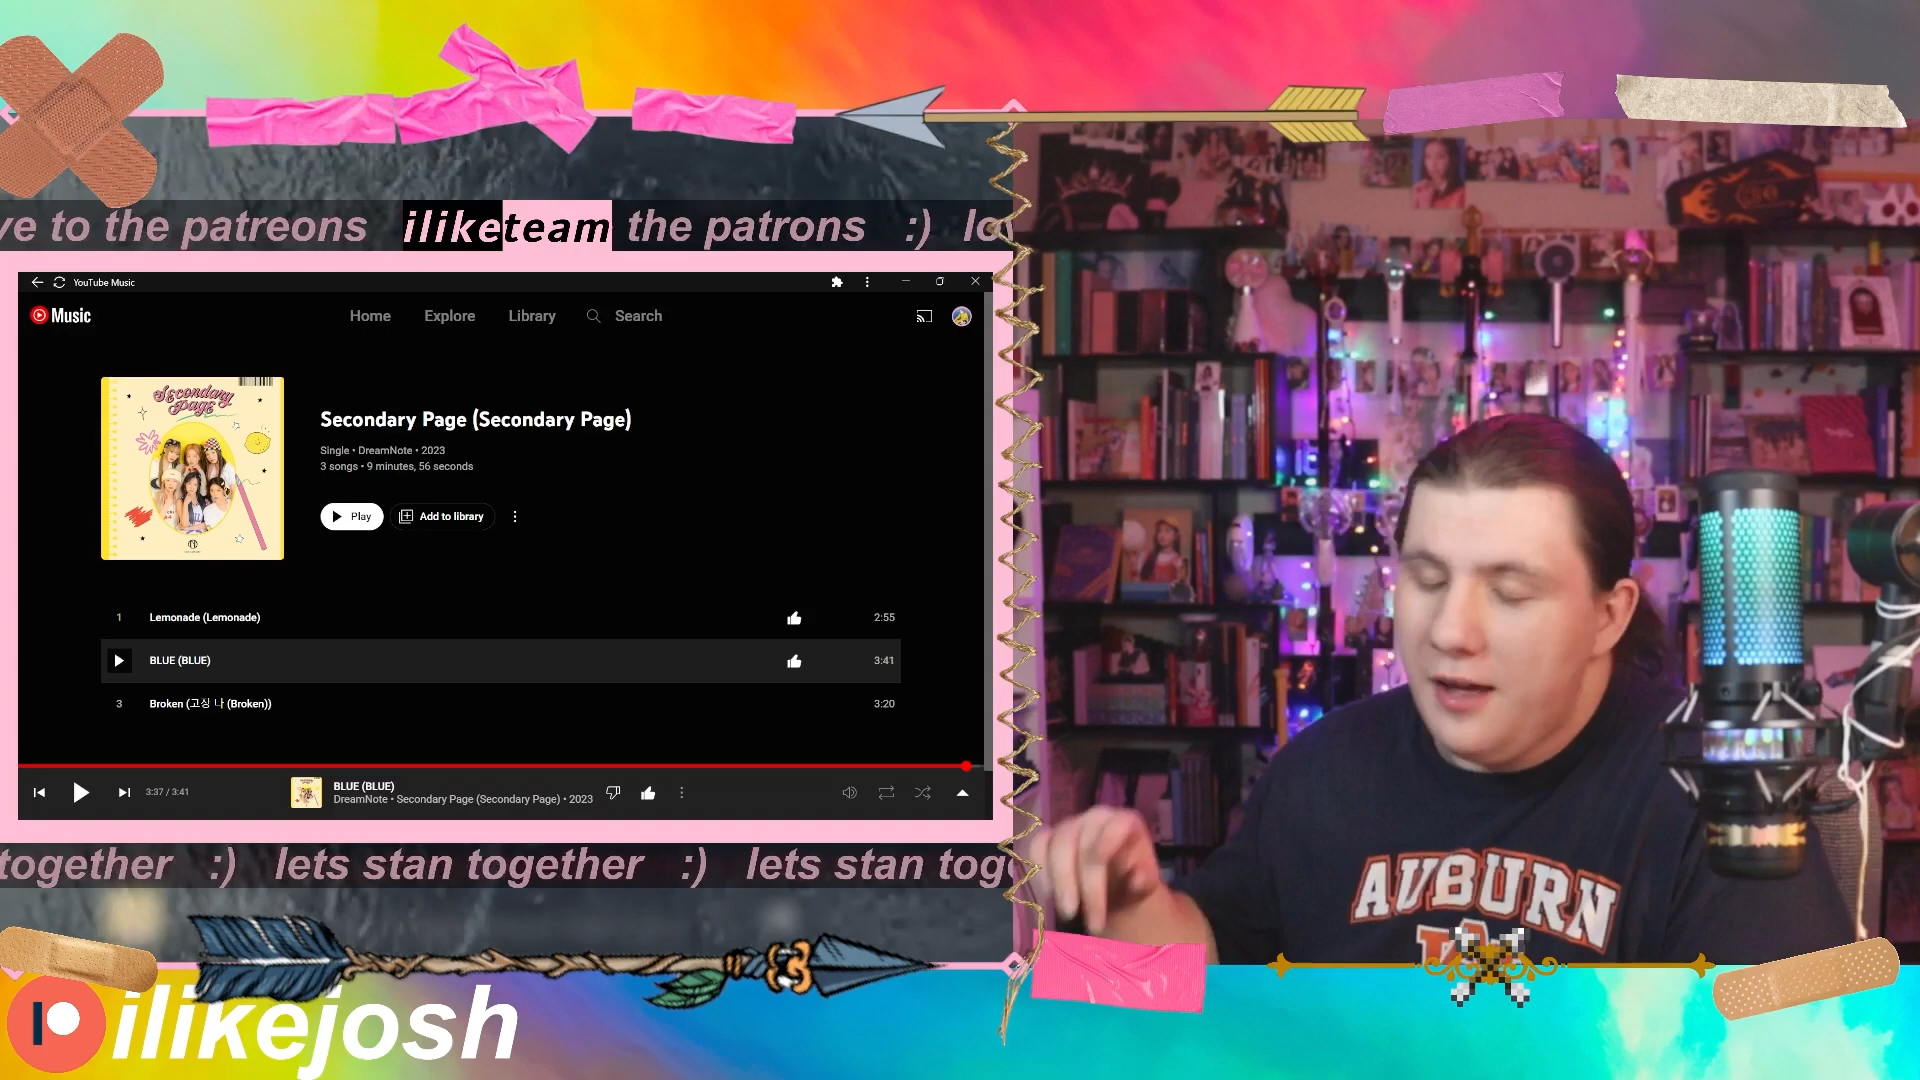 ve to the patreons iliketeam the patrons :) lo
YouTube Music
Music
Home Explore Library Search
Secondary Page
Secondary Page (Secondary Page)
Single • DreamNote • 2023
3 songs • 9 minutes, 56 seconds
Play Add to library
1 Lemonade (Lemonade) 2:55
BLUE (BLUE) 3:41
3 Broken (고장 나 (Broken)) 3:20
3:37 / 3:41
BLUE (BLUE)
DreamNote • Secondary Page (Secondary Page) • 2023
together :) lets stan together :) lets stan tog
AUBURN
ilikejosh